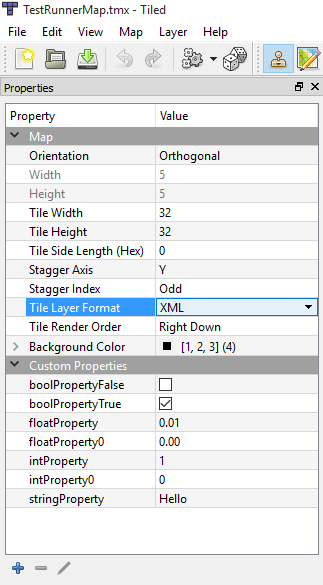 TestRunnerMap.tmx - Tiled
File Edit View Map Layer Help
Properties
Property Value
Map
Orientation Orthogonal
Width 5
Height 5
Tile Width 32
Tile Height 32
Tile Side Length (Hex) 0
Stagger Axis Y
Stagger Index Odd
Tile Layer Format XML
Tile Render Order Right Down
Background Color [1, 2, 3] (4)
Custom Properties
boolPropertyFalse
boolPropertyTrue
floatProperty 0.01
floatProperty0 0.00
intProperty 1
intProperty0 0
stringProperty Hello